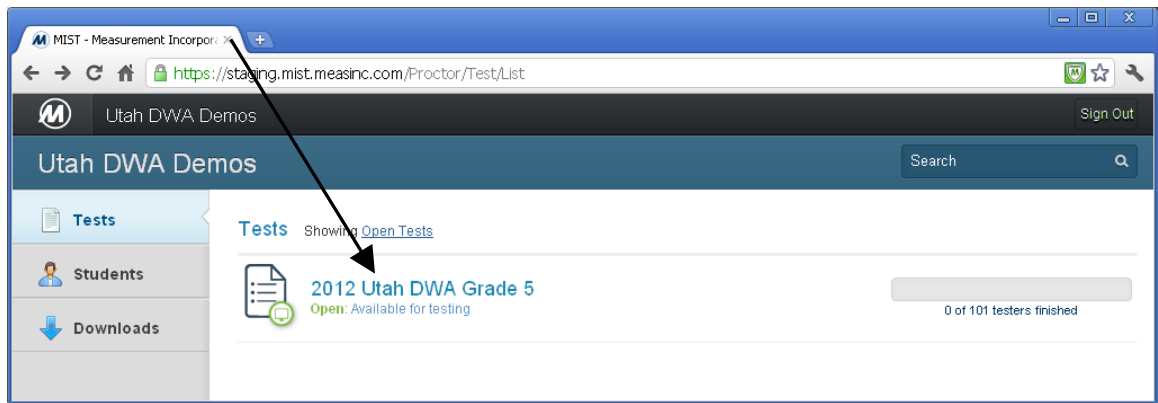 MIST - Measurement Incorpor
https://staging.mist.measinc.com/Proctor/Test/List
Utah DWA Demos
Sign Out
Utah DWA Demos
Search
Tests
Students
Downloads
Tests Showing Open Tests
2012 Utah DWA Grade 5
Open: Available for testing
0 of 101 testers finished